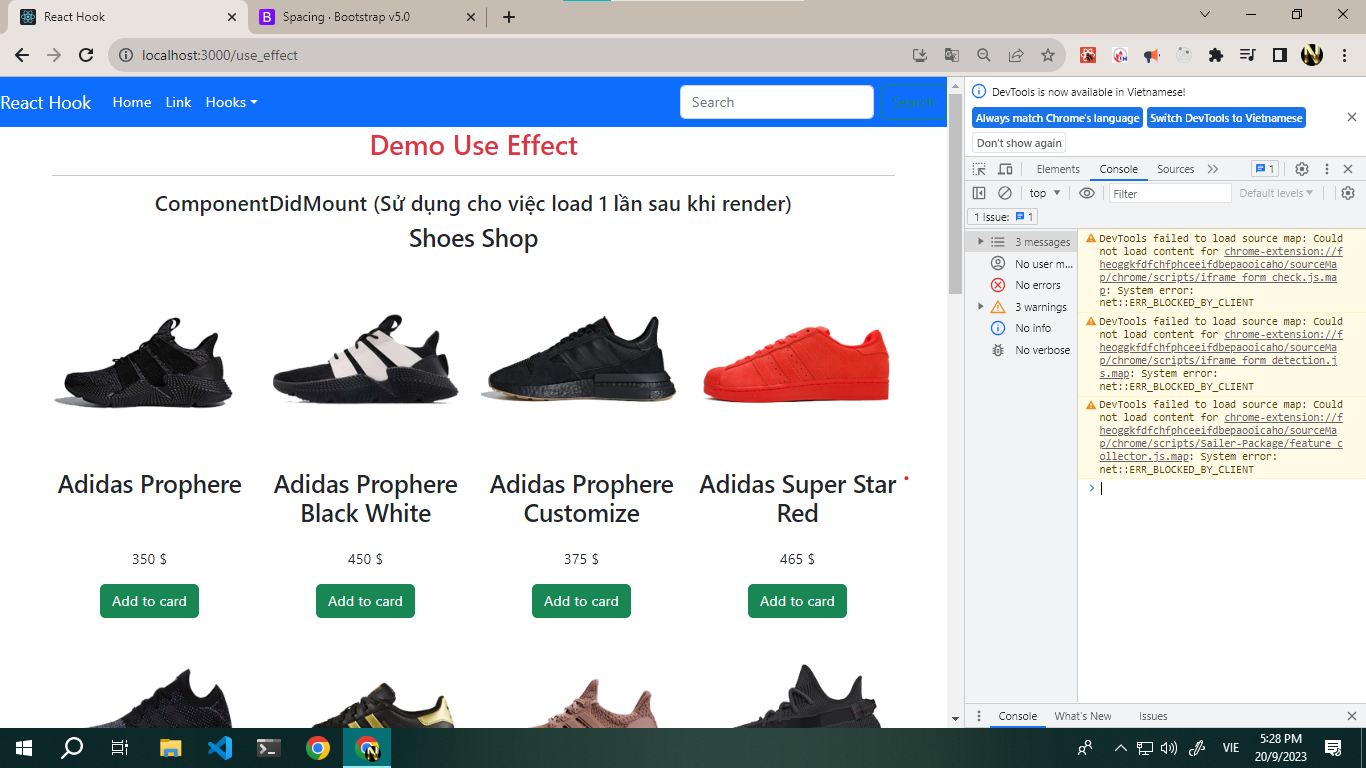 React Hook
Spacing · Bootstrap v5.0
localhost:3000/use_effect
React Hook Home Link Hooks Search Search
Demo Use Effect
ComponentDidMount (Sử dụng cho việc load 1 lần sau khi render)
Shoes Shop
Adidas Prophere
350 $
Add to card
Adidas Prophere
Black White
450 $
Add to card
Adidas Prophere
Customize
375 $
Add to card
Adidas Super Star
Red
465 $
Add to card
DevTools is now available in Vietnamese!
Always match Chrome's language Switch DevTools to Vietnamese
Don't show again
Elements Console Sources 1
top Filter Default levels
1 Issue: 1
3 messages
No user m...
No errors
3 warnings
No info
No verbose
DevTools failed to load source map: Could
not load content for chrome-extension://f
heoggkfdfchfphceeifdbepaooicaho/sourceMa
p/chrome/scripts/iframe_form_check.js.ma
p: System error:
net::ERR_BLOCKED_BY_CLIENT
DevTools failed to load source map: Could
not load content for chrome-extension://f
heoggkfdfchfphceeifdbepaooicaho/sourceMa
p/chrome/scripts/iframe_form_detection.j
s.map: System error:
net::ERR_BLOCKED_BY_CLIENT
DevTools failed to load source map: Could
not load content for chrome-extension://f
heoggkfdfchfphceeifdbepaooicaho/sourceMa
p/chrome/scripts/Sailer-Package/feature_c
ollector.js.map: System error:
net::ERR_BLOCKED_BY_CLIENT
Console What's New Issues
VIE
5:28 PM
20/9/2023